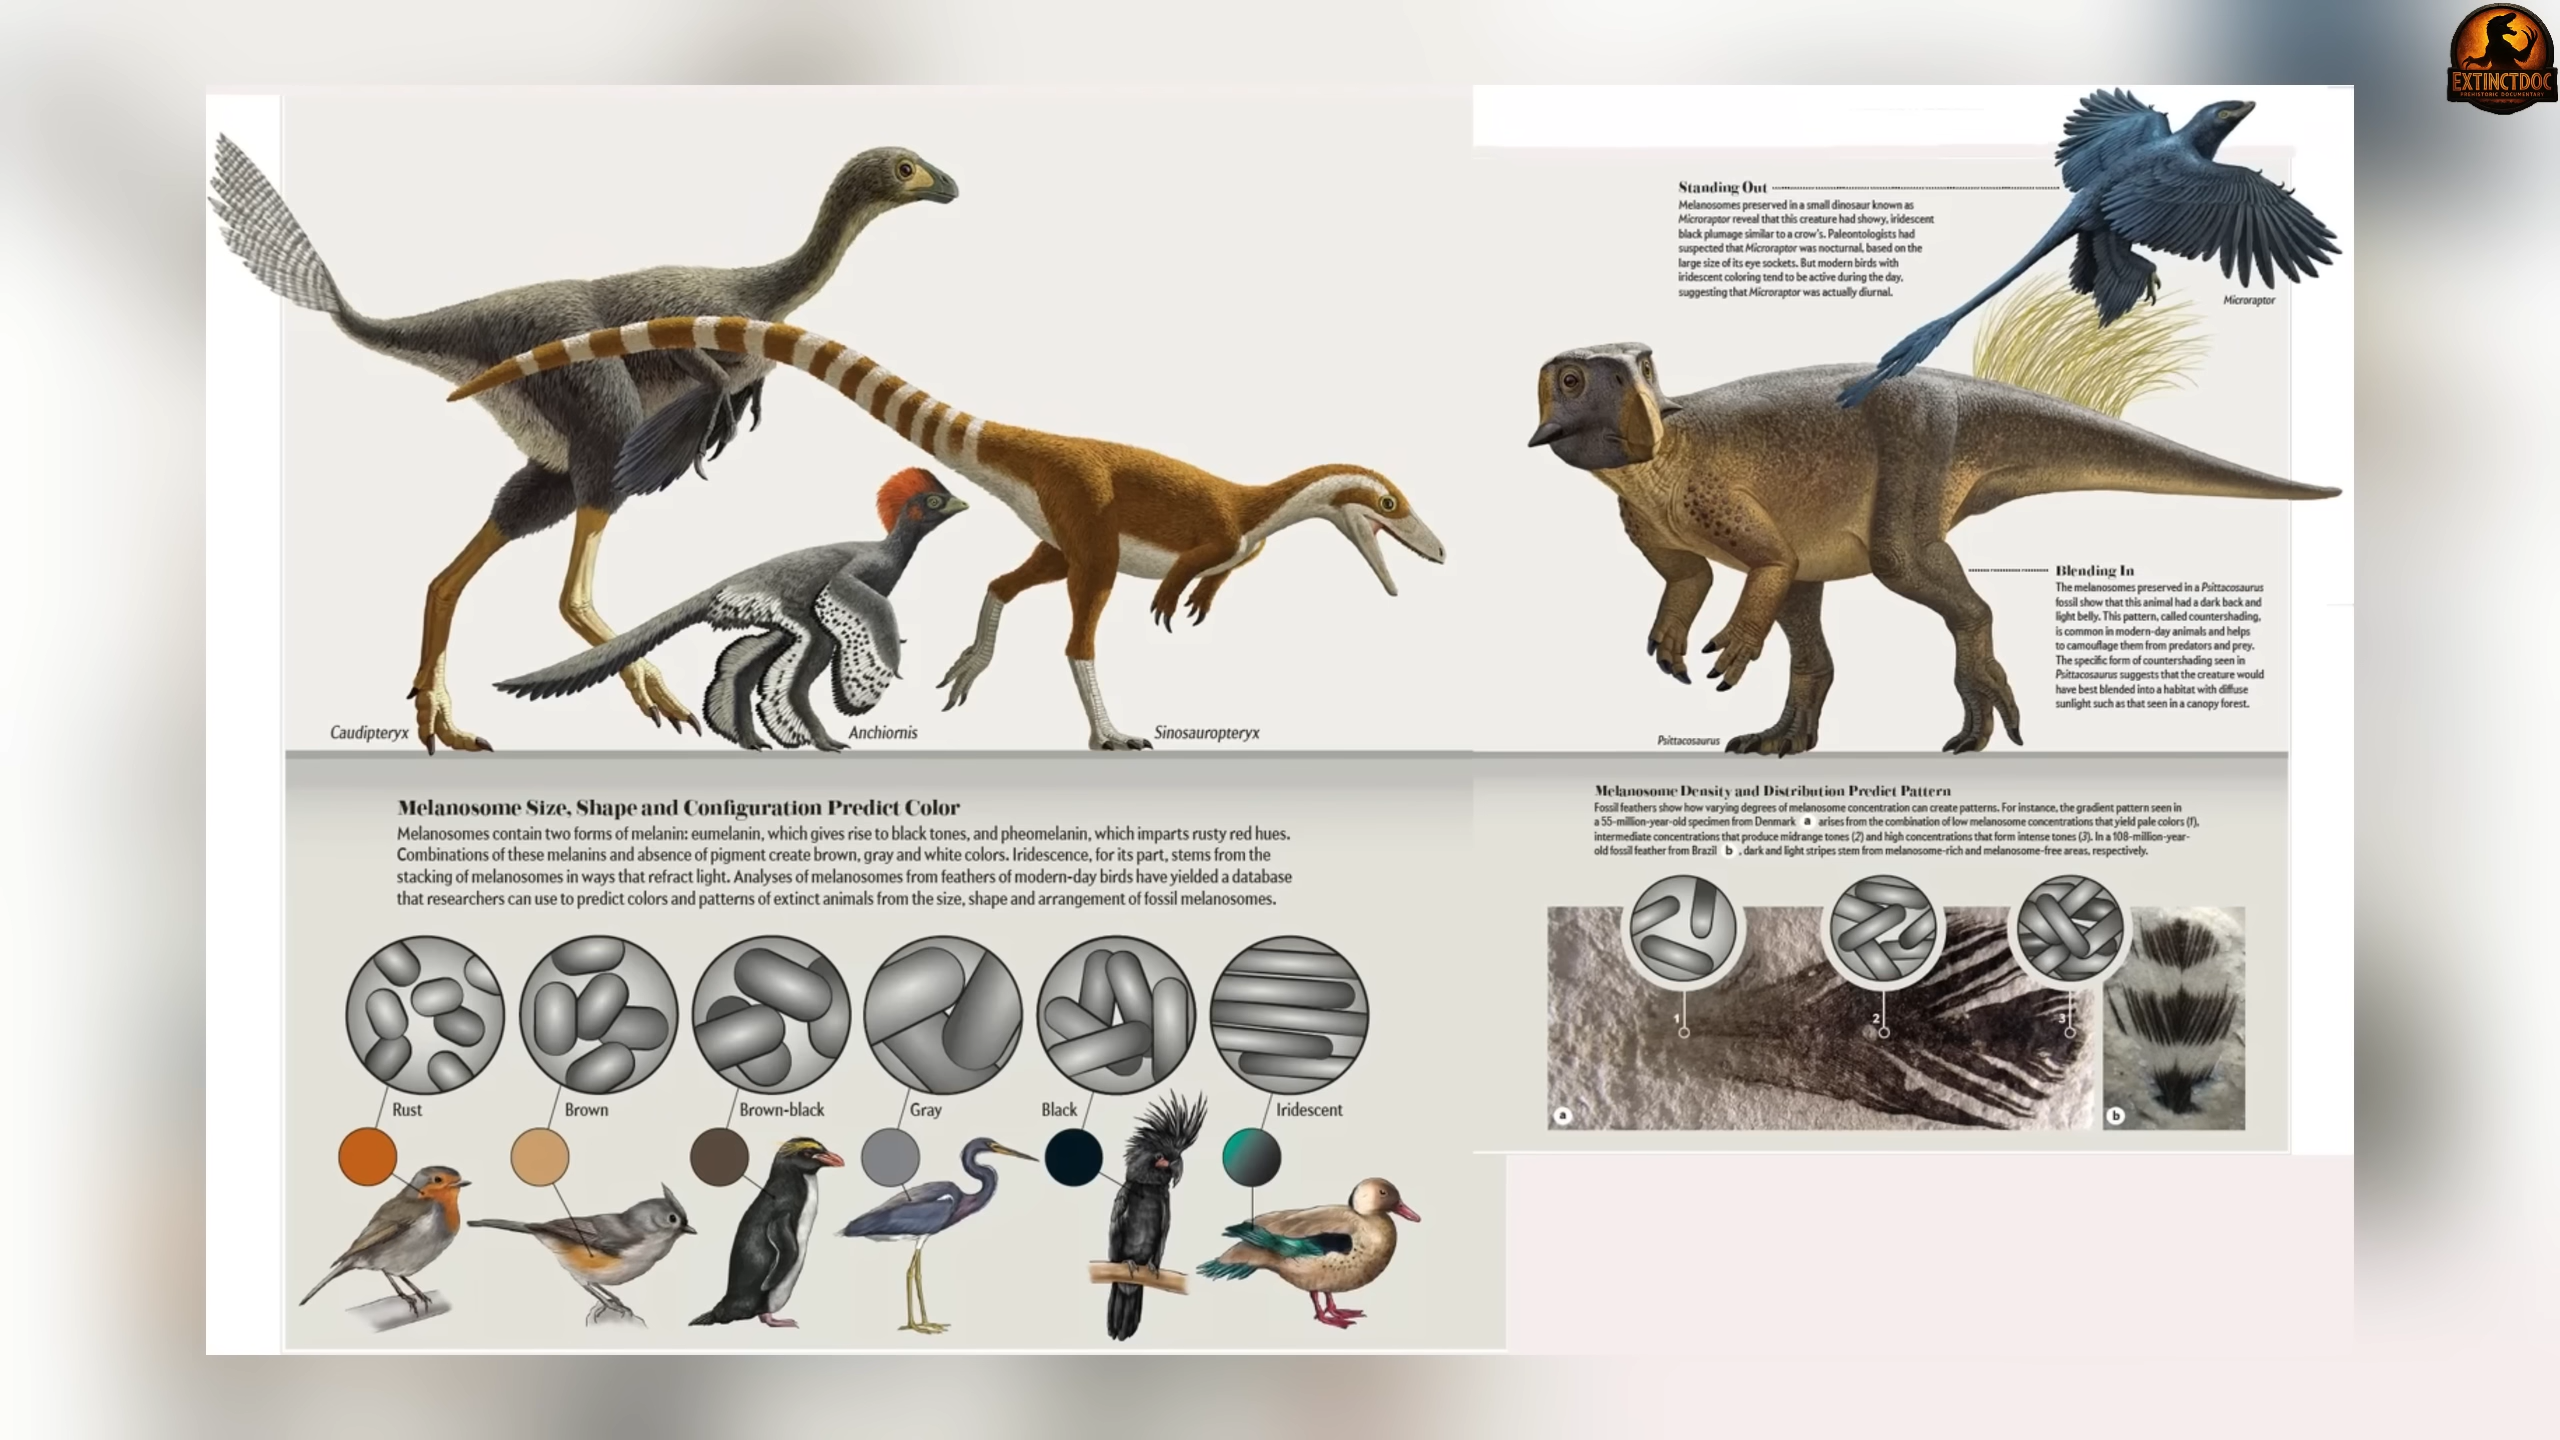 EXTINCTDOC
PREHISTORIC DOCUMENTARY
Standing Out
Melanosomes preserved in a small dinosaur known as
Microraptor reveal that this creature had showy, iridescent
black plumage similar to a crow's. Paleontologists had
suspected that Microraptor was nocturnal, based on the
large size of its eye sockets. But modern birds with
iridescent coloring tend to be active during the day,
suggesting that Microraptor was actually diurnal.
Microraptor
Blending In
The melanosomes preserved in a Psittacosaurus
fossil show that this animal had a dark back and
light belly. This pattern, called countershading,
is common in modern-day animals and helps
to camouflage them from predators and prey.
The specific form of countershading seen in
Psittacosaurus suggests that the creature would
have best blended into a habitat with diffuse
sunlight such as that seen in a canopy forest.
Caudipteryx
Anchiornis
Sinosauropteryx
Psittacosaurus
Melanosome Size, Shape and Configuration Predict Color
Melanosomes contain two forms of melanin: eumelanin, which gives rise to black tones, and pheomelanin, which imparts rusty red hues.
Combinations of these melanins and absence of pigment create brown, gray and white colors. Iridescence, for its part, stems from the
stacking of melanosomes in ways that refract light. Analyses of melanosomes from feathers of modern-day birds have yielded a database
that researchers can use to predict colors and patterns of extinct animals from the size, shape and arrangement of fossil melanosomes.
Rust
Brown
Brown-black
Gray
Black
Iridescent
Melanosome Density and Distribution Predict Pattern
Fossil feathers show how varying degrees of melanosome concentration can create patterns. For instance, the gradient pattern seen in
a 55-million-year-old specimen from Denmark a arises from the combination of low melanosome concentrations that yield pale colors (1),
intermediate concentrations that produce midrange tones (2) and high concentrations that form intense tones (3). In a 108-million-year-
old fossil feather from Brazil b , dark and light stripes stem from melanosome-rich and melanosome-free areas, respectively.
1
2
3
a
b